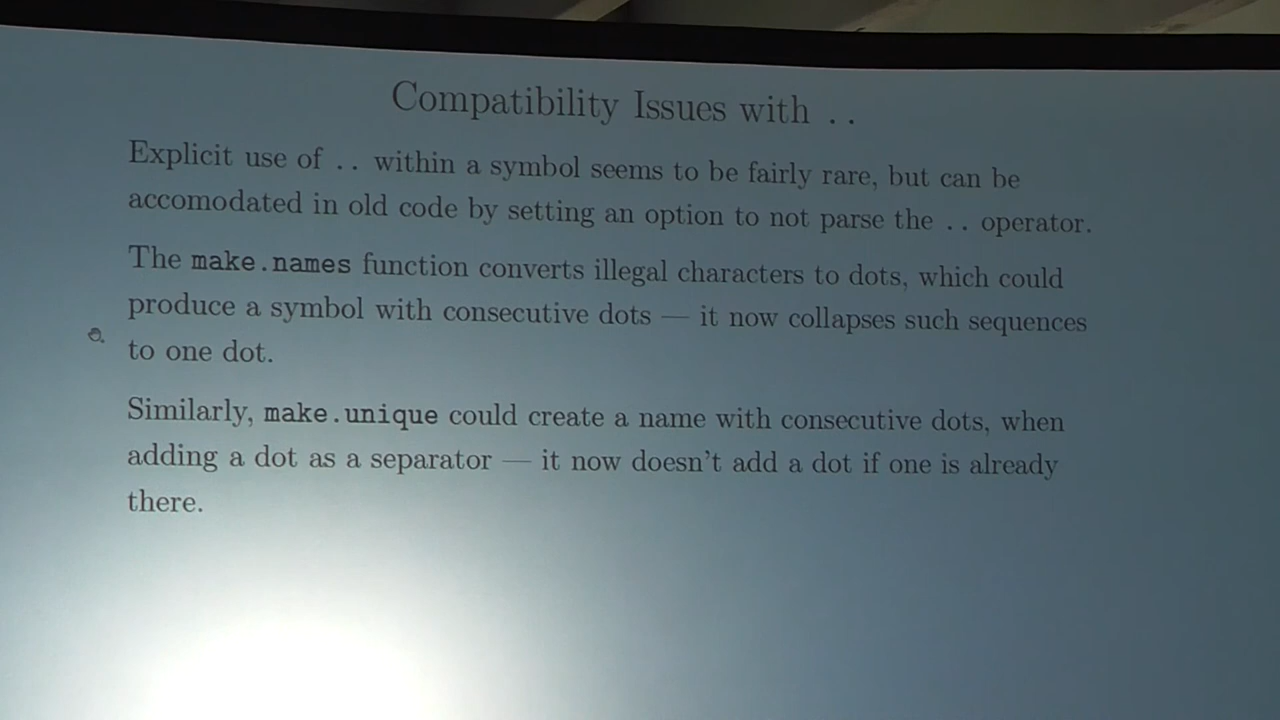 Compatibility Issues with ..
Explicit use of .. within a symbol seems to be fairly rare, but can be
accomodated in old code by setting an option to not parse the .. operator.
The make.names function converts illegal characters to dots, which could
produce a symbol with consecutive dots — it now collapses such sequences
to one dot.
Similarly, make.unique could create a name with consecutive dots, when
adding a dot as a separator — it now doesn't add a dot if one is already
there.